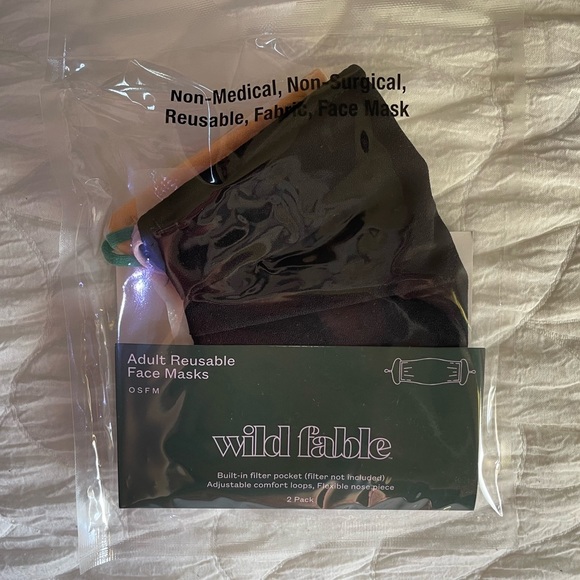 Non-Medical, Non-Surgical,
Reusable, Fabric, Face Mask
Adult Reusable
Face Masks
OSFM
wild fable
Built-in filter pocket (filter not included)
Adjustable comfort loops, Flexible nose piece
2 Pack